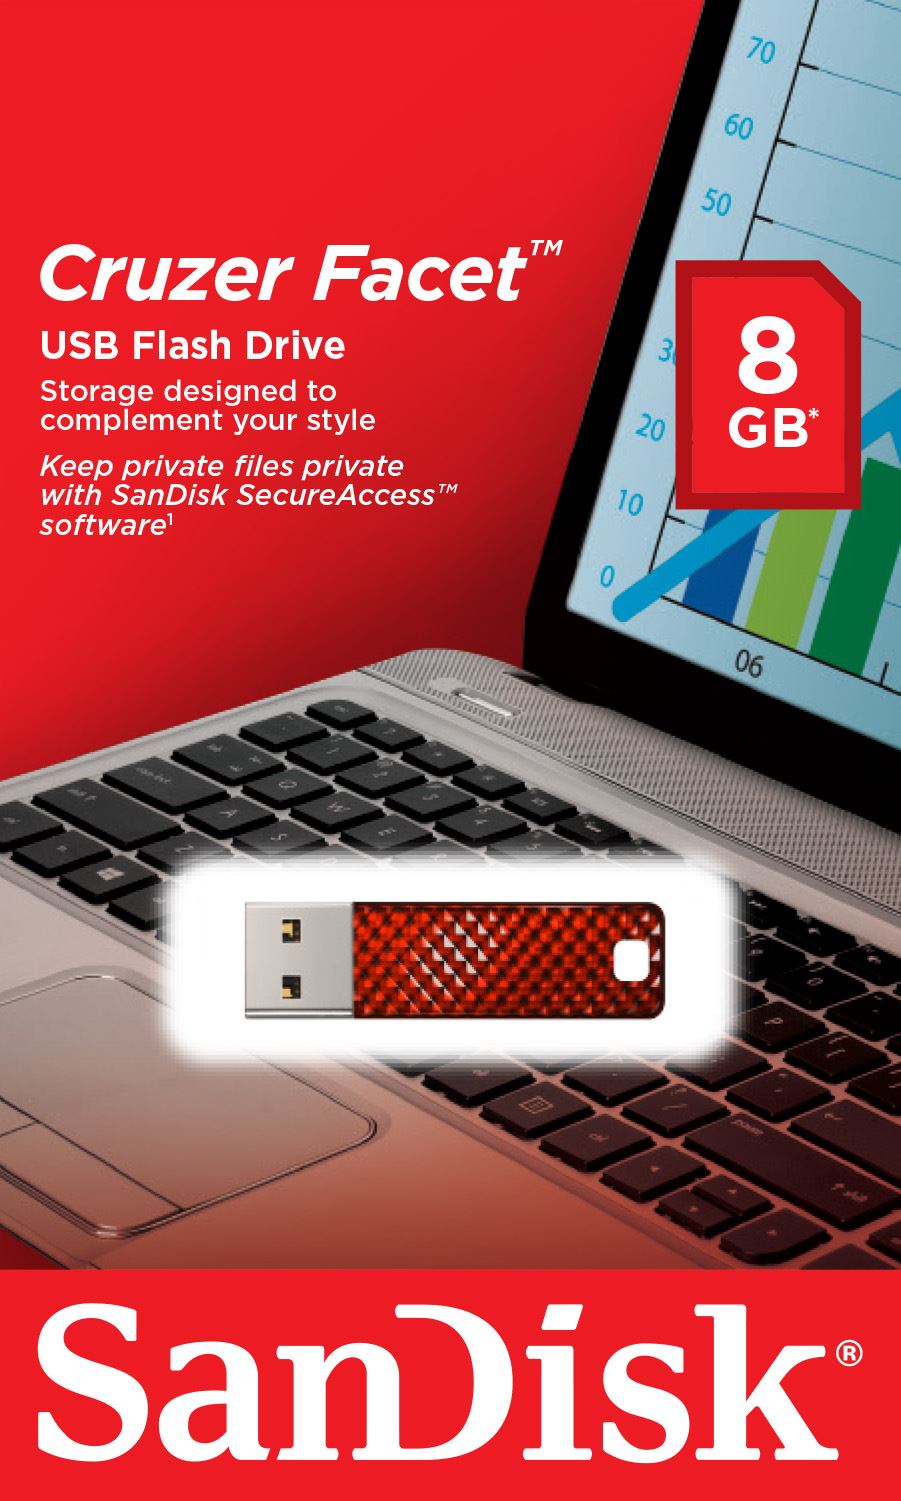 Cruzer Facet™
USB Flash Drive
Storage designed to
complement your style
Keep private files private
with SanDisk SecureAccess™
software¹
70
60
50
8
GB*
20
10
0
06
Q
W
A
S
Z
O
P
pause
SanDisk®